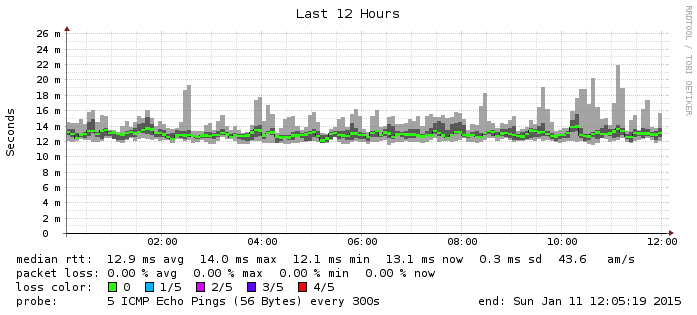 Last 12 Hours
RRDTOOL / TOBI OETIKER
Seconds
26 m
24 m
22 m
20 m
18 m
16 m
14 m
12 m
10 m
8 m
6 m
4 m
2 m
0
02:00 04:00 06:00 08:00 10:00 12:00
median rtt: 12.9 ms avg 14.0 ms max 12.1 ms min 13.1 ms now 0.3 ms sd 43.6 am/s
packet loss: 0.00 % avg 0.00 % max 0.00 % min 0.00 % now
loss color: 0 1/5 2/5 3/5 4/5
probe: 5 ICMP Echo Pings (56 Bytes) every 300s end: Sun Jan 11 12:05:19 2015